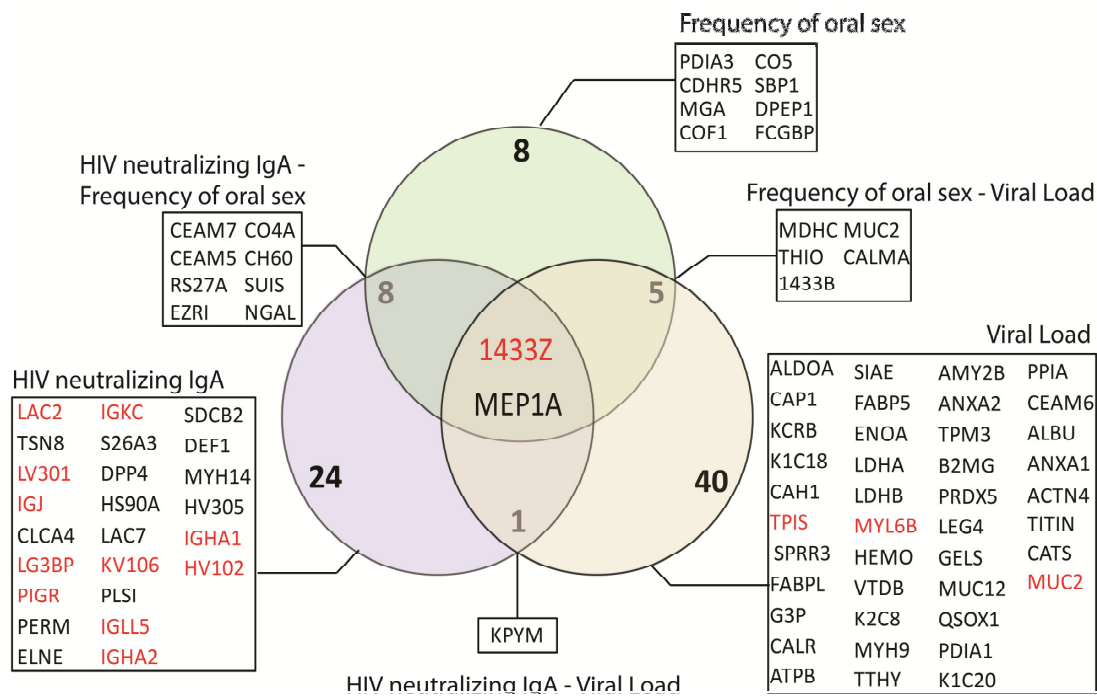 Frequency of oral sex
PDIA3 CO5
CDHR5 SBP1
MGA DPEP1
COF1 FCGBP
8
HIV neutralizing IgA -
Frequency of oral sex
CEAM7 CO4A
CEAM5 CH60
RS27A SUIS
EZRI NGAL
Frequency of oral sex - Viral Load
MDHC MUC2
THIO CALMA
1433B
8
5
1433Z
MEP1A
24
40
1
HIV neutralizing IgA
LAC2 IGKC SDCB2
TSN8 S26A3 DEF1
LV301 DPP4 MYH14
IGJ HS90A HV305
CLCA4 LAC7 IGHA1
LG3BP KV106 HV102
PIGR PLSI
PERM IGLL5
ELNE IGHA2
Viral Load
ALDOA SIAE AMY2B PPIA
CAP1 FABP5 ANXA2 CEAM6
KCRB ENOA TPM3 ALBU
K1C18 LDHA B2MG ANXA1
CAH1 LDHB PRDX5 ACTN4
TPIS MYL6B LEG4 TITIN
SPRR3 HEMO GELS CATS
FABPL VTDB MUC12 MUC2
G3P K2C8 QSOX1
CALR MYH9 PDIA1
ATPB TTHY K1C20
KPYM
HIV neutralizing IgA - Viral Load